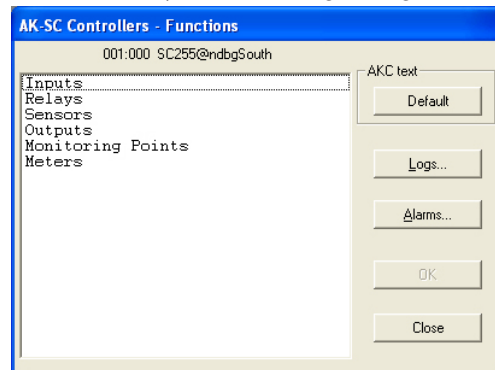 AK-SC Controllers - Functions
001:000 SC255@ndbgSouth
Inputs
Relays
Sensors
Outputs
Monitoring Points
Meters
AKC text
Default
Logs...
Alarms...
OK
Close